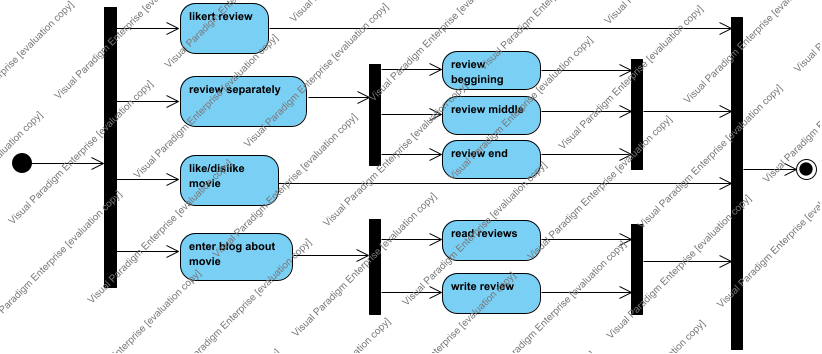 likert review
review separately
review
beggining
review middle
review end
like/dislike
movie
enter blog about
movie
read reviews
write review
Visual Paradigm Enterprise [evaluation copy]